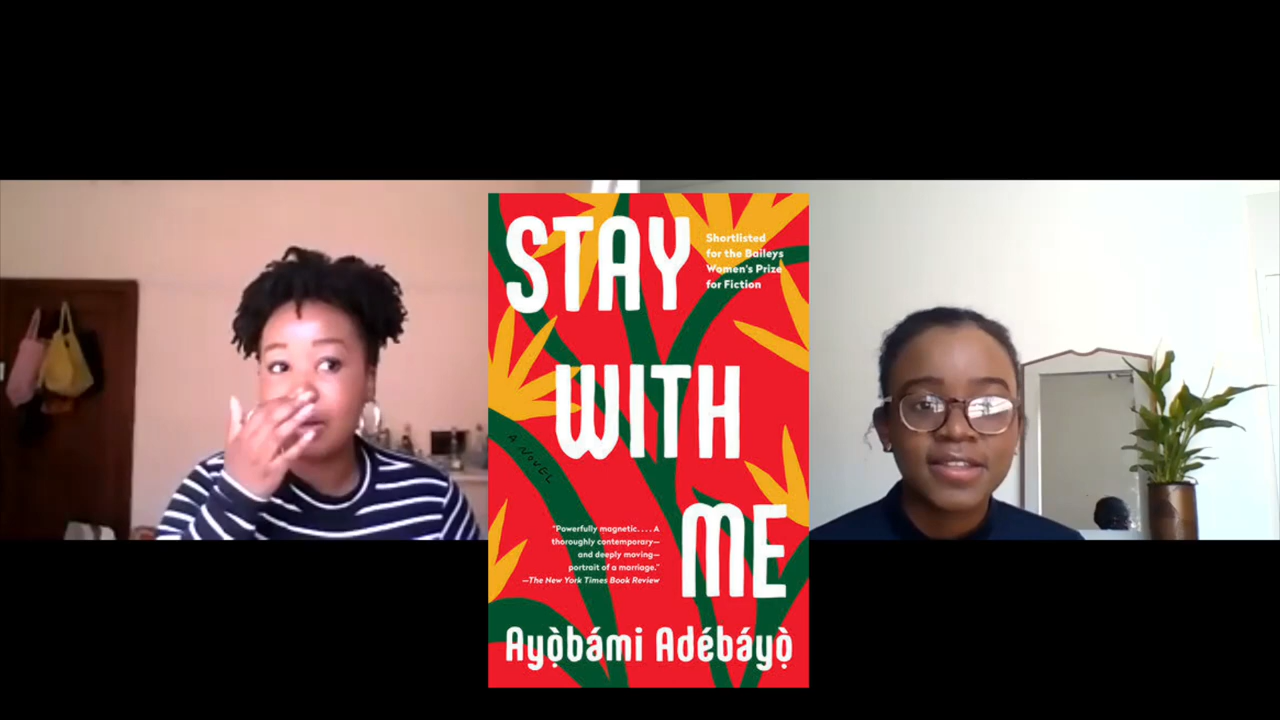 STAY
Shortlisted
for the Baileys
Women's Prize
for Fiction
WITH
A NOVEL
ME
"Powerfully magnetic. . . . A
thoroughly contemporary—
and deeply moving—
portrait of a marriage."
—The New York Times Book Review
Ayọ̀bámi Adébáyọ̀